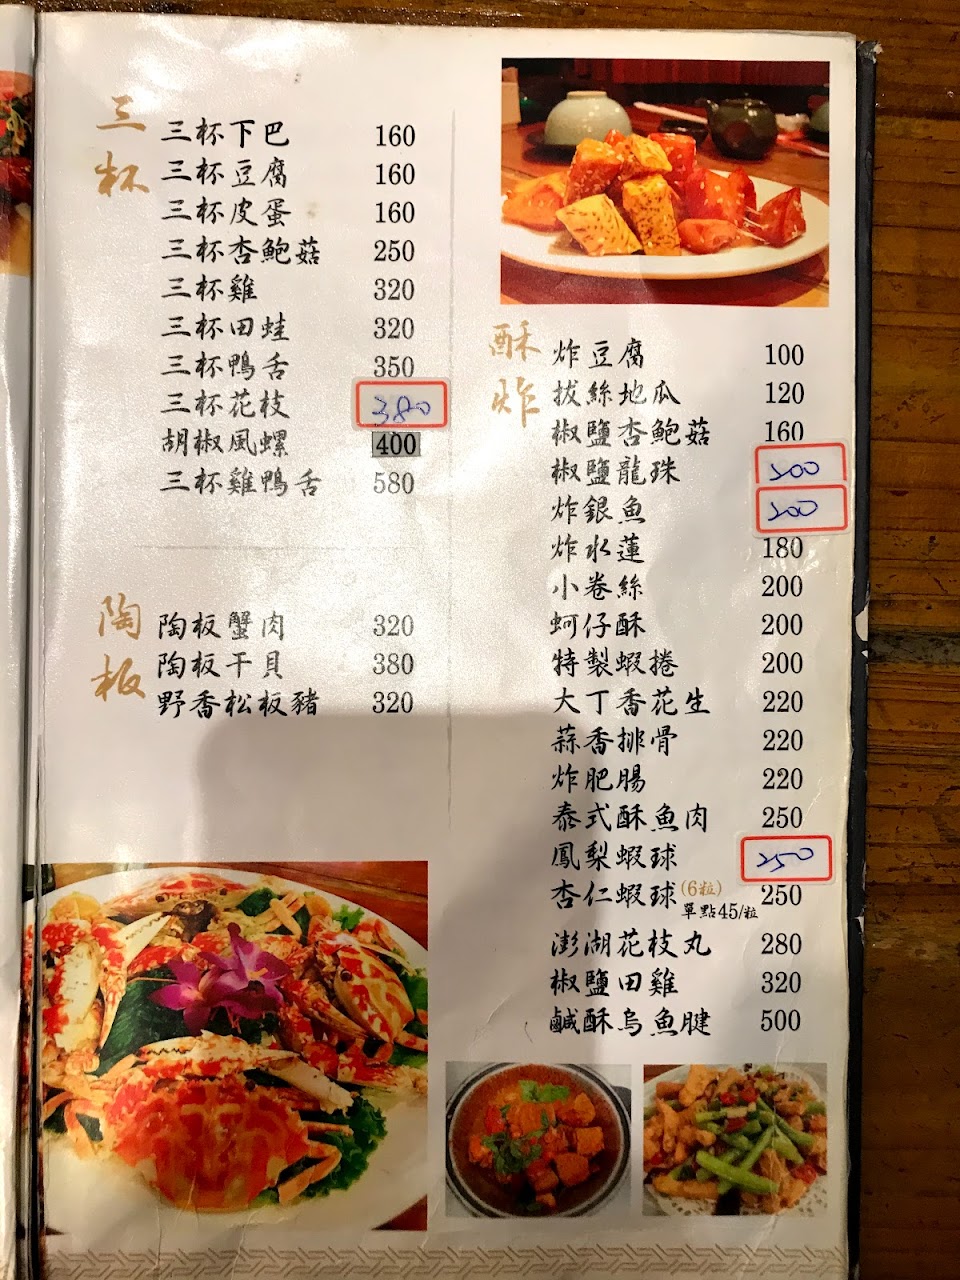 三杯
三杯下巴 160
三杯豆腐 160
三杯皮蛋 160
三杯杏鮑菇 250
三杯雞 320
三杯田蛙 320
三杯鴨舌 350
三杯花枝 380
胡椒風螺 400
三杯雞鴨舌 580
陶板
陶板蟹肉 320
陶板干貝 380
野香松板豬 320
酥炸
炸豆腐 100
拔絲地瓜 120
椒鹽杏鮑菇 160
椒鹽龍珠 200
炸銀魚 200
炸水蓮 180
小卷絲 200
蚵仔酥 200
特製蝦捲 200
大丁香花生 220
蒜香排骨 220
炸肥腸 220
泰式酥魚肉 250
鳳梨蝦球 250
杏仁蝦球(6粒) 250
單點45/粒
澎湖花枝丸 280
椒鹽田雞 320
鹹酥烏魚腱 500